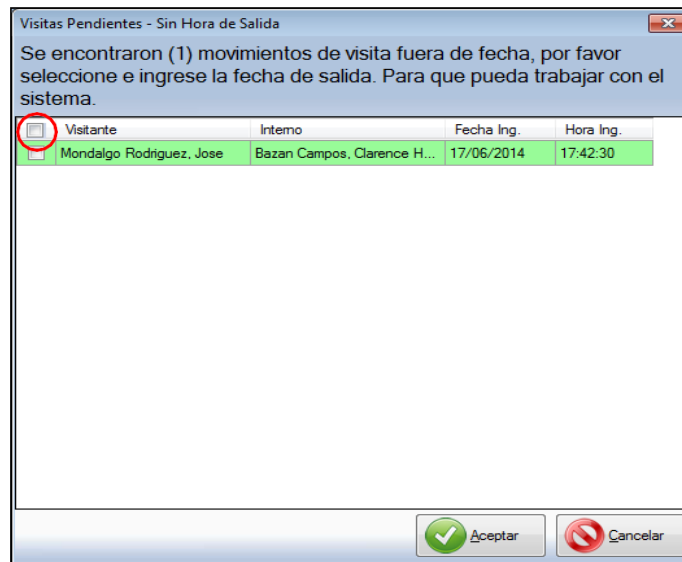 Visitas Pendientes - Sin Hora de Salida
Se encontraron (1) movimientos de visita fuera de fecha, por favor
seleccione e ingrese la fecha de salida. Para que pueda trabajar con el
sistema.
Visitante Interno Fecha Ing. Hora Ing.
Mondalgo Rodriguez, Jose Bazan Campos, Clarence H... 17/06/2014 17:42:30
Aceptar Cancelar